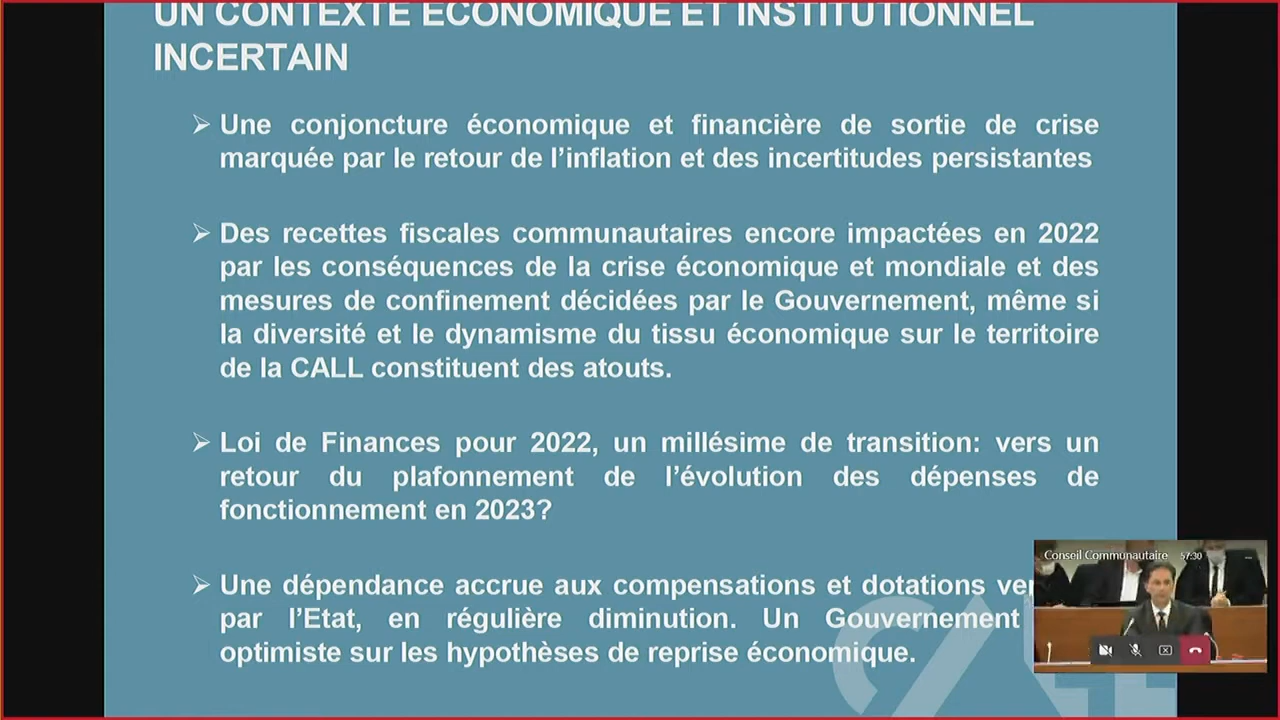 UN CONTEXTE ECONOMIQUE ET INSTITUTIONNEL
INCERTAIN
➢ Une conjoncture économique et financière de sortie de crise
marquée par le retour de l’inflation et des incertitudes persistantes
➢ Des recettes fiscales communautaires encore impactées en 2022
par les conséquences de la crise économique et mondiale et des
mesures de confinement décidées par le Gouvernement, même si
la diversité et le dynamisme du tissu économique sur le territoire
de la CALL constituent des atouts.
➢ Loi de Finances pour 2022, un millésime de transition: vers un
retour du plafonnement de l’évolution des dépenses de
fonctionnement en 2023?
➢ Une dépendance accrue aux compensations et dotations
par l’Etat, en régulière diminution. Un Gouvernement
optimiste sur les hypothèses de reprise économique.
Conseil Communautaire 57:30